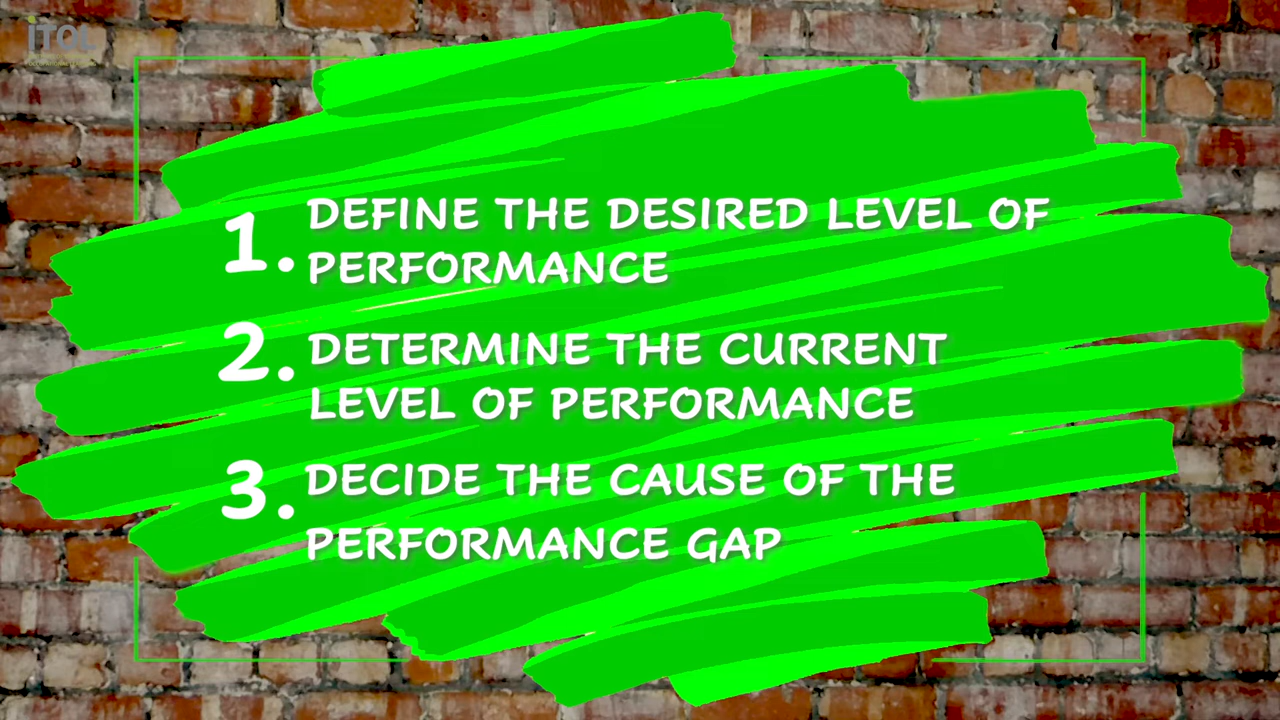 iTOL
1. DEFINE THE DESIRED LEVEL OF
PERFORMANCE
2. DETERMINE THE CURRENT
LEVEL OF PERFORMANCE
3. DECIDE THE CAUSE OF THE
PERFORMANCE GAP